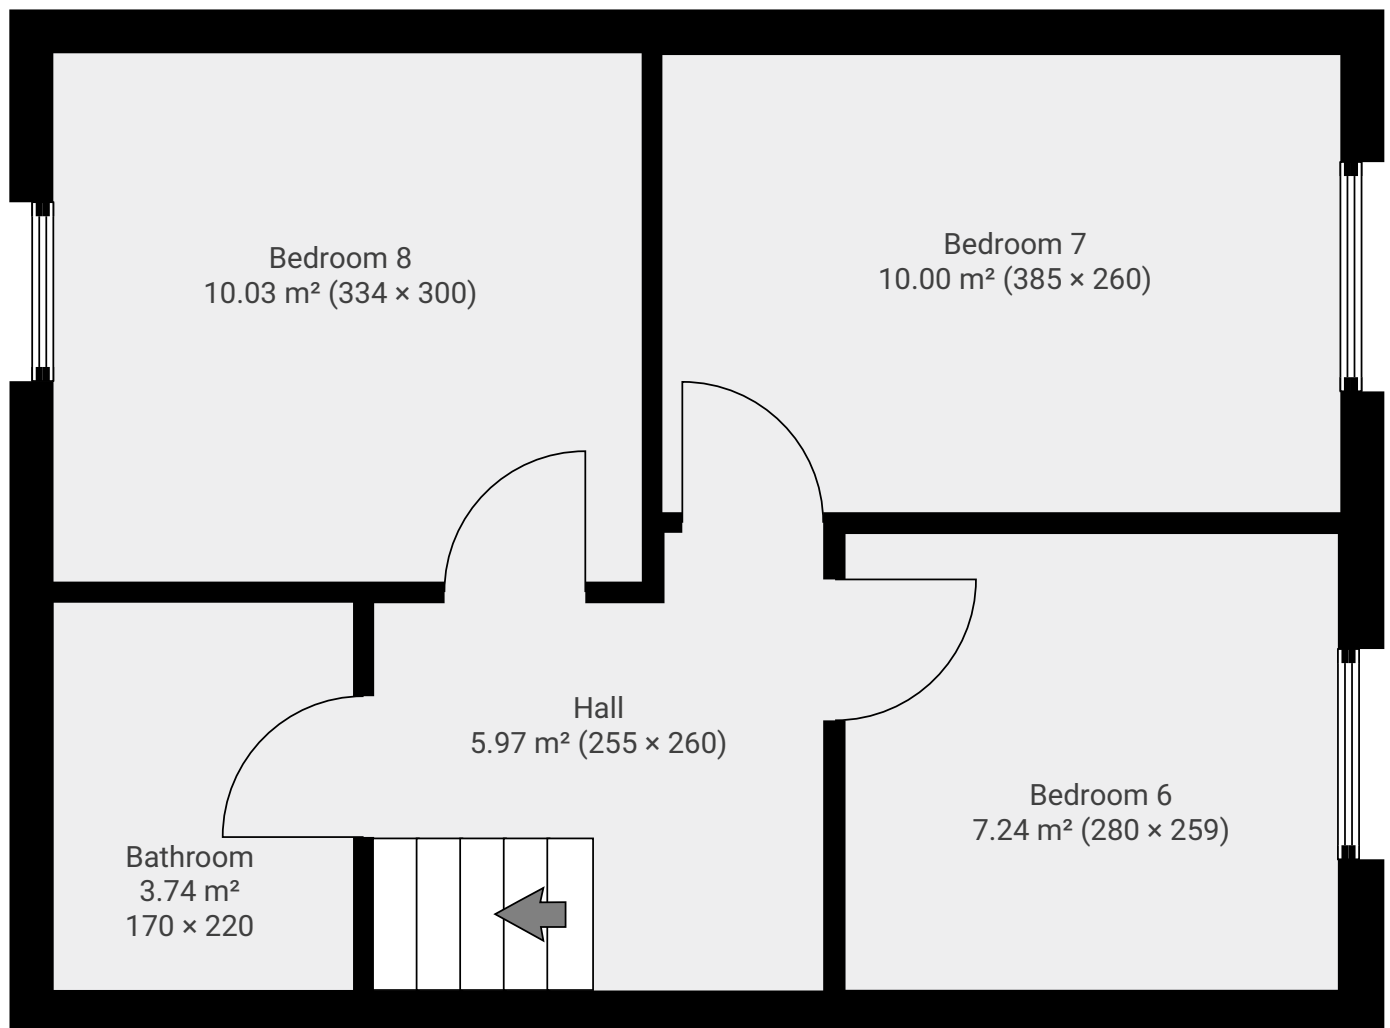 Bedroom 8
10.03 m² (334 × 300)
Bedroom 7
10.00 m² (385 × 260)
Hall
5.97 m² (255 × 260)
Bedroom 6
7.24 m² (280 × 259)
Bathroom
3.74 m²
170 × 220